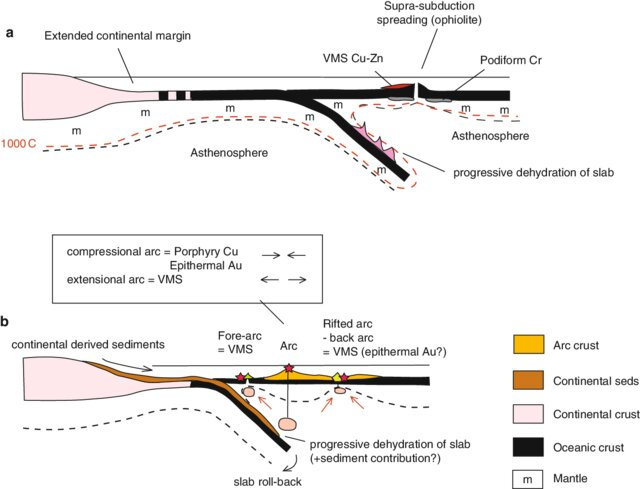 a
Supra-subduction
spreading (ophiolite)
Extended continental margin
VMS Cu-Zn
Podiform Cr
m
m
m
m
m
m
m
1000 C
Asthenosphere
Asthenosphere
progressive dehydration of slab
m
compressional arc = Porphyry Cu
Epithermal Au
extensional arc = VMS
b
continental derived sediments
Fore-arc
= VMS
Arc
Rifted arc
- back arc
= VMS (epithermal Au?)
progressive dehydration of slab
(+sediment contribution?)
slab roll-back
Arc crust
Continental seds
Continental crust
Oceanic crust
m Mantle